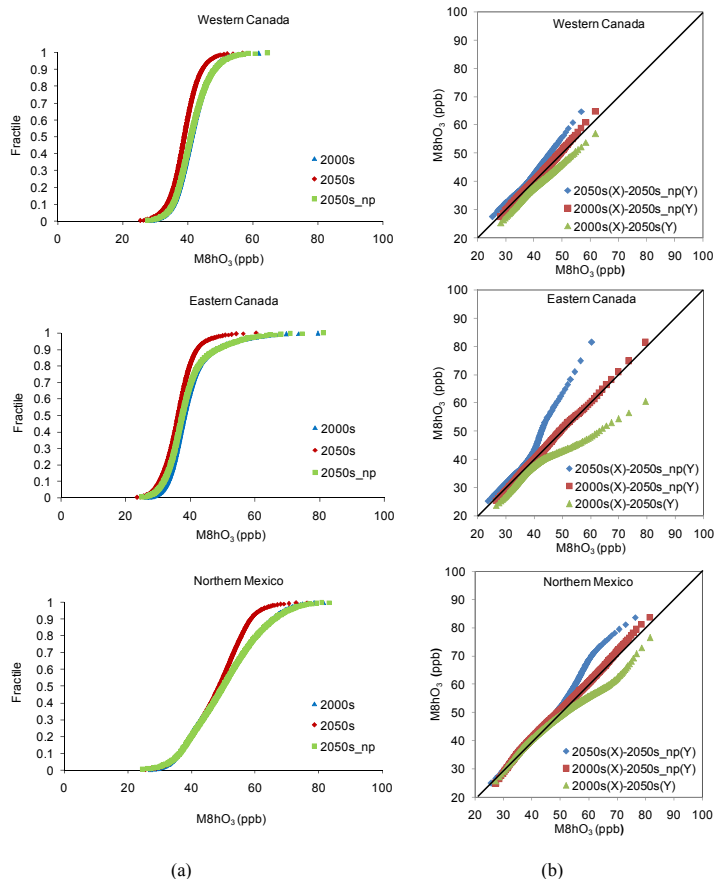 Western Canada
1
0.9
0.8
0.7
0.6
0.5
0.4
0.3
0.2
0.1
0
Fractile
2000s
2050s
2050s_np
0 20 40 60 80 100
M8hO₃ (ppb)
Western Canada
100
90
80
70
60
50
40
30
20
M8hO₃ (ppb)
2050s(X)-2050s_np(Y)
2000s(X)-2050s_np(Y)
2000s(X)-2050s(Y)
20 30 40 50 60 70 80 90 100
M8hO₃ (ppb)
Eastern Canada
1
0.9
0.8
0.7
0.6
0.5
0.4
0.3
0.2
0.1
0
Fractile
2000s
2050s
2050s_np
0 20 40 60 80 100
M8hO₃ (ppb)
Eastern Canada
100
90
80
70
60
50
40
30
20
M8hO₃ (ppb)
2050s(X)-2050s_np(Y)
2000s(X)-2050s_np(Y)
2000s(X)-2050s(Y)
20 30 40 50 60 70 80 90 100
M8hO₃ (ppb)
Northern Mexico
1
0.9
0.8
0.7
0.6
0.5
0.4
0.3
0.2
0.1
0
Fractile
2000s
2050s
2050s_np
0 20 40 60 80 100
M8hO₃ (ppb)
Northern Mexico
100
90
80
70
60
50
40
30
20
M8hO₃ (ppb)
2050s(X)-2050s_np(Y)
2000s(X)-2050s_np(Y)
2000s(X)-2050s(Y)
20 30 40 50 60 70 80 90 100
M8hO₃ (ppb)
(a)
(b)